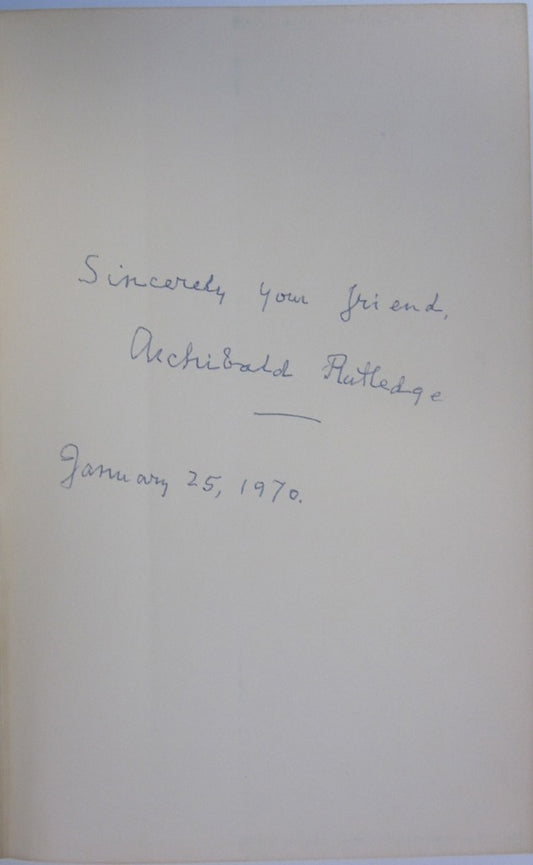 Sincerely your friend,
Archibald Rutledge
January 25, 1970.